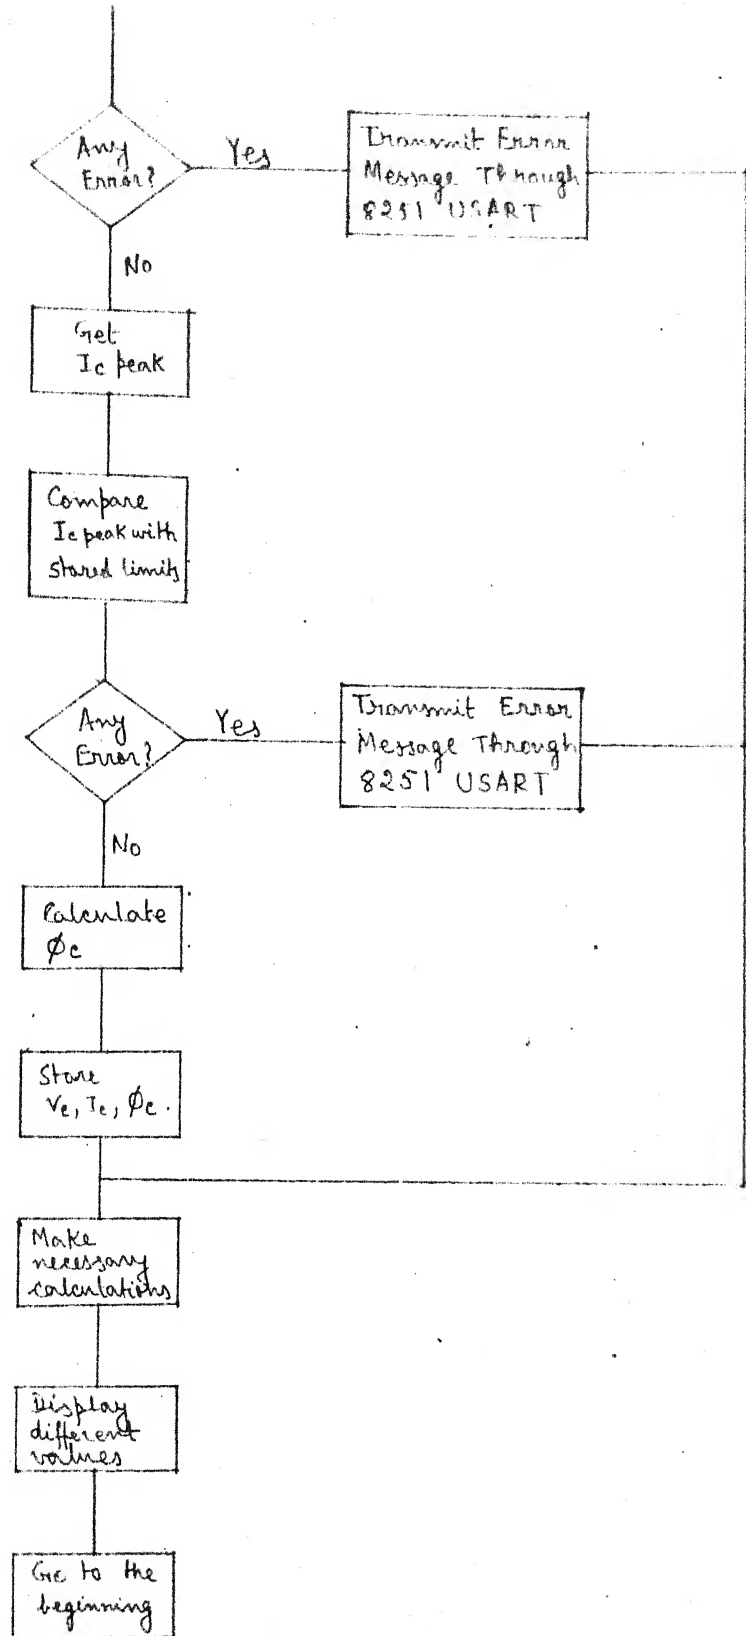 Any
Error?
Yes
Transmit Error
Message Through
8251 USART
No
Get
Ic peak
Compare
Ic peak with
stored limits
Any
Error?
Yes
Transmit Error
Message Through
8251 USART
No
Calculate
Øc
Store
Vc, Ic, Øc.
Make
necessary
calculations
Display
different
values
Go to the
beginning